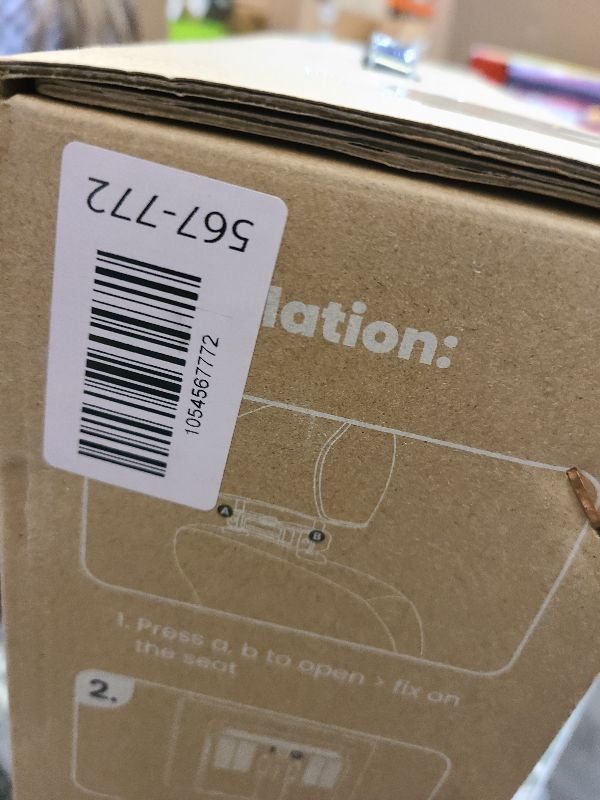 567-772
1054567772
lation:
A
B
1. Press a, b to open > fix on
the seat
2.